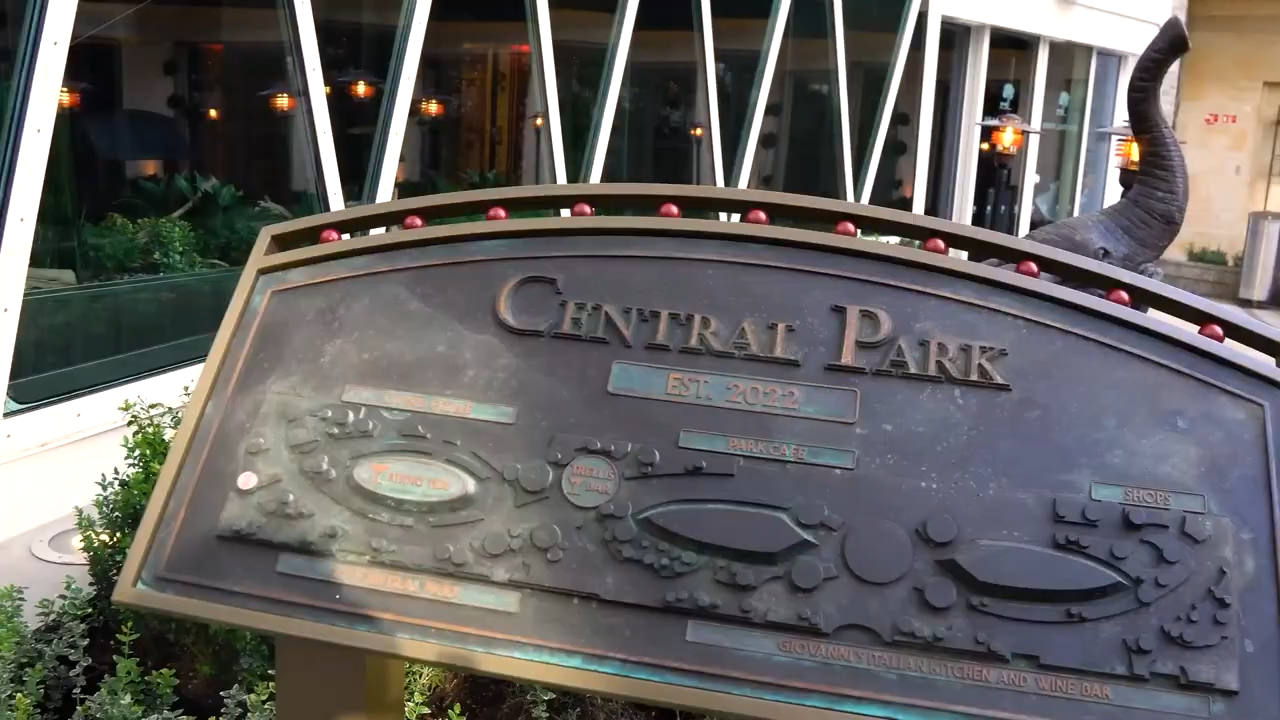 CENTRAL PARK
EST. 2022
PARK CAFE
TRELLIS
BAR
SHOPS
GIOVANNI'S ITALIAN KITCHEN AND WINE BAR